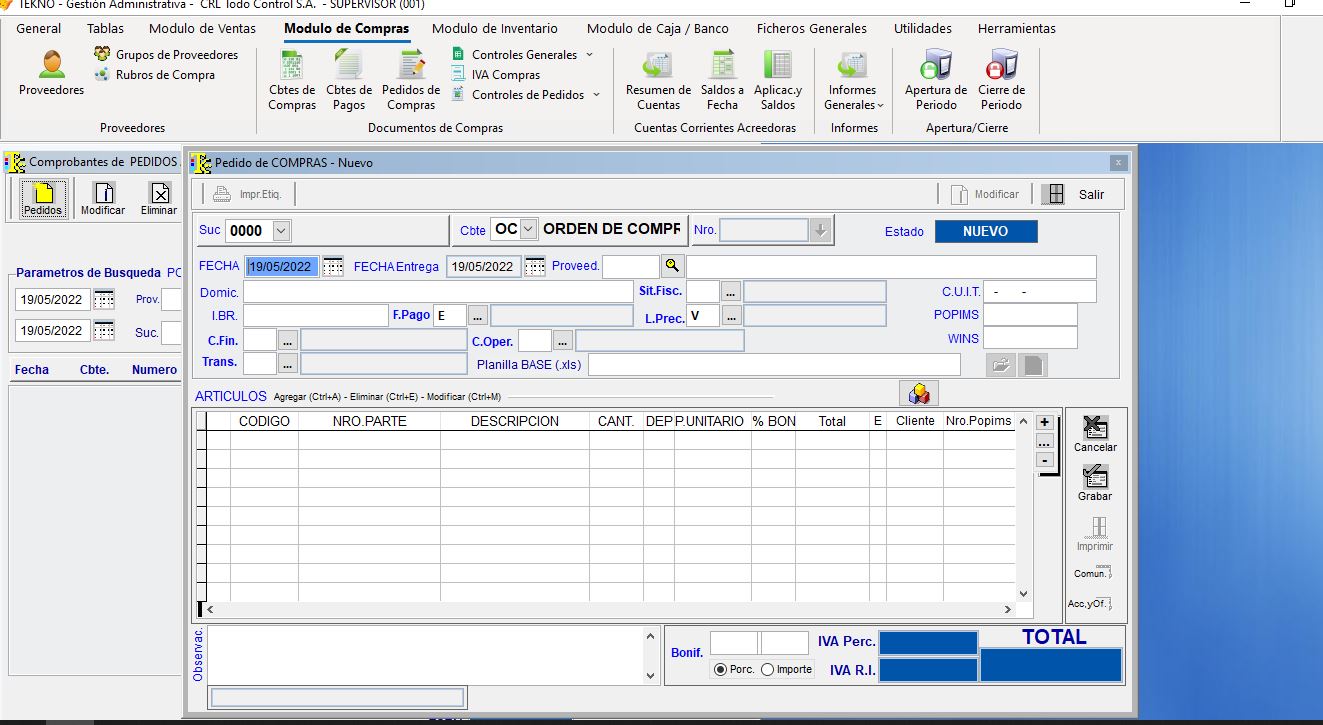 TEKNO - Gestión Administrativa - CRL Todo Control S.A. - SUPERVISOR (001)
General Tablas Modulo de Ventas Modulo de Compras Modulo de Inventario Modulo de Caja / Banco Ficheros Generales Utilidades Herramientas
Proveedores
Grupos de Proveedores
Rubros de Compra
Proveedores
Cbtes de Compras
Cbtes de Pagos
Pedidos de Compras
Controles Generales
IVA Compras
Controles de Pedidos
Documentos de Compras
Resumen de Cuentas
Saldos a Fecha
Aplicac.y Saldos
Cuentas Corrientes Acreedoras
Informes Generales
Informes
Apertura de Periodo
Cierre de Periodo
Apertura/Cierre
Comprobantes de PEDIDOS
Pedidos Modificar Eliminar
Parametros de Busqueda PC
19/05/2022 Prov.
19/05/2022 Suc.
Fecha Cbte. Numero
Pedido de COMPRAS - Nuevo x
Impr.Etiq. Modificar Salir
Suc 0000 Cbte OC ORDEN DE COMPR Nro. Estado NUEVO
FECHA 19/05/2022 FECHA Entrega 19/05/2022 Proveed.
Domic. Sit.Fisc. ... C.U.I.T. - -
I.BR. F.Pago E ... L.Prec. V ... POPIMS
C.Fin. ... C.Oper. ... WINS
Trans. ... Planilla BASE (.xls)
ARTICULOS Agregar (Ctrl+A) - Eliminar (Ctrl+E) - Modificar (Ctrl+M)
CODIGO NRO.PARTE DESCRIPCION CANT. DEP P.UNITARIO % BON Total E Cliente Nro.Popims
+
...
-
Cancelar
Grabar
Imprimir
Comun.
Acc.yOf.
Observac.
Bonif. IVA Perc. TOTAL
Porc. Importe IVA R.I.